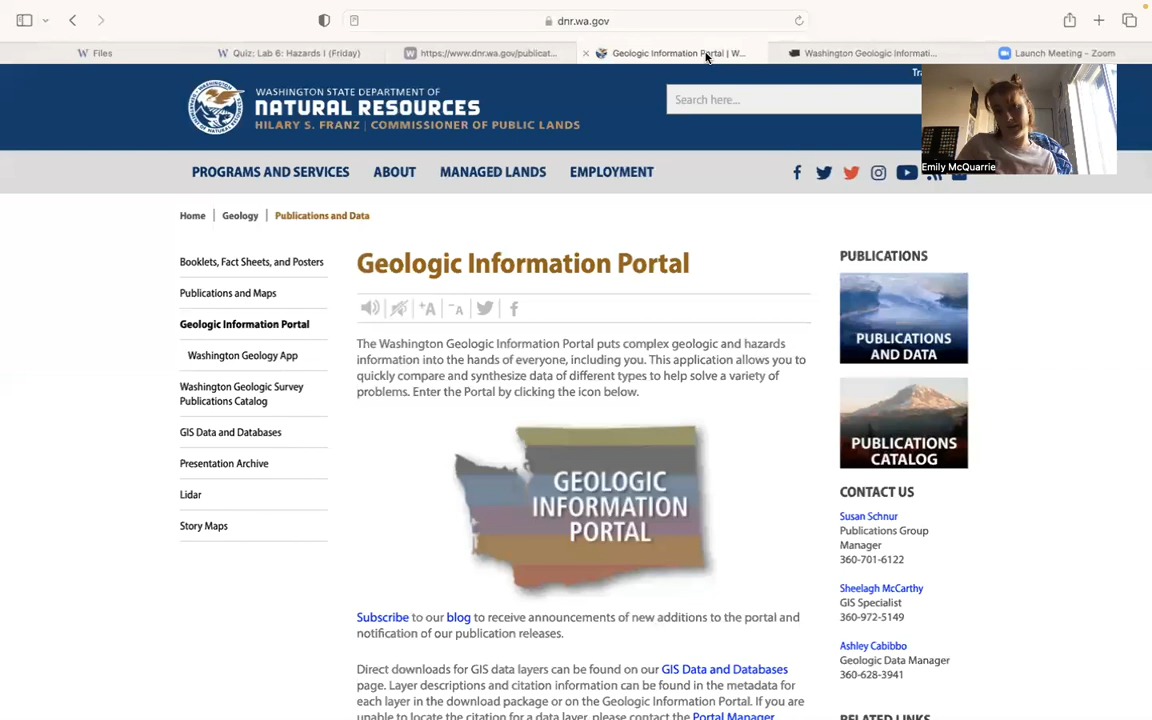 dnr.wa.gov
Files
Quiz: Lab 6: Hazards I (Friday)
https://www.dnr.wa.gov/publicat...
Geologic Information Portal | W...
Washington Geologic Informati...
Launch Meeting - Zoom
WASHINGTON STATE DEPARTMENT OF
NATURAL RESOURCES
HILARY S. FRANZ | COMMISSIONER OF PUBLIC LANDS
Search here...
Emily McQuarrie
PROGRAMS AND SERVICES
ABOUT
MANAGED LANDS
EMPLOYMENT
Home
Geology
Publications and Data
Booklets, Fact Sheets, and Posters
Publications and Maps
Geologic Information Portal
Washington Geology App
Washington Geologic Survey
Publications Catalog
GIS Data and Databases
Presentation Archive
Lidar
Story Maps
Geologic Information Portal
+A
-A
The Washington Geologic Information Portal puts complex geologic and hazards
information into the hands of everyone, including you. This application allows you to
quickly compare and synthesize data of different types to help solve a variety of
problems. Enter the Portal by clicking the icon below.
GEOLOGIC
INFORMATION
PORTAL
Subscribe to our blog to receive announcements of new additions to the portal and
notification of our publication releases.
Direct downloads for GIS data layers can be found on our GIS Data and Databases
page. Layer descriptions and citation information can be found in the metadata for
each layer in the download package or on the Geologic Information Portal. If you are
unable to locate the citation for a data layer, please contact the Portal Manager
PUBLICATIONS
PUBLICATIONS
AND DATA
PUBLICATIONS
CATALOG
CONTACT US
Susan Schnur
Publications Group
Manager
360-701-6122
Sheelagh McCarthy
GIS Specialist
360-972-5149
Ashley Cabibbo
Geologic Data Manager
360-628-3941
RELATED LINKS